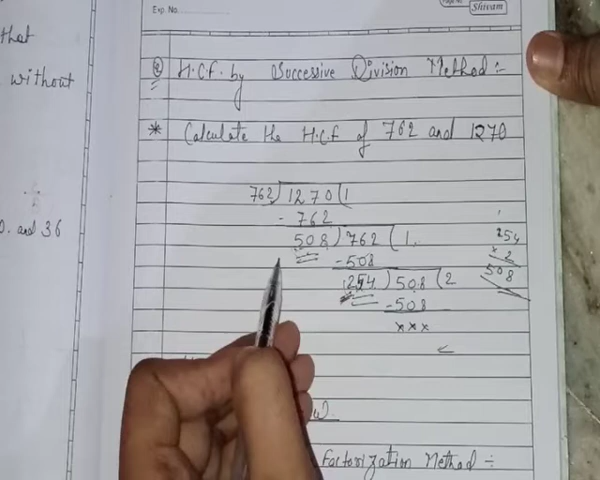 Exp. No.
Shivam
that
without
0. and 36
H.C.F. by Successive Division Method :-
* Calculate the H.C.F of 762 and 1270
762 ) 1270 ( 1
- 762
508 ) 762 ( 1
- 508
254 ) 508 ( 2
- 508
× × ×
254
× 2
508
Factorization Method :-